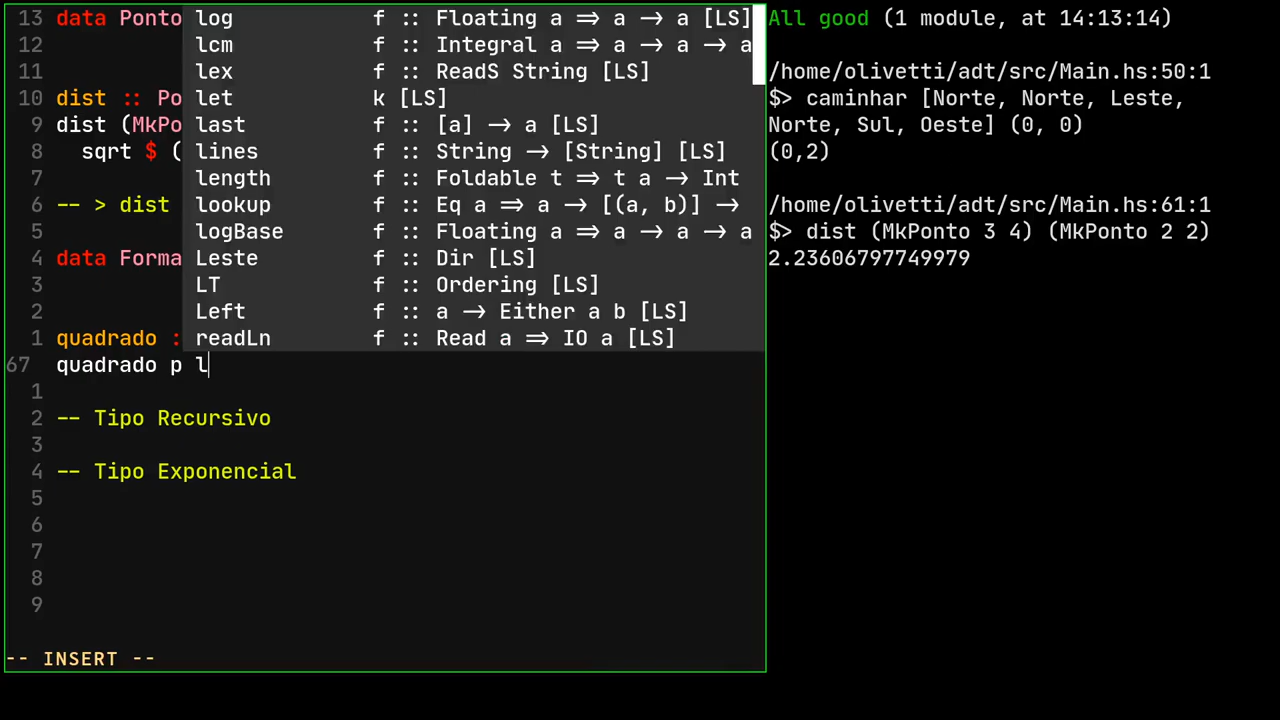 13 data Ponto
12
11
10 dist :: Po
9 dist (MkPo
8 sqrt $ (
7
6 -- > dist
5
4 data Forma
3
2
1 quadrado :
67 quadrado p l
1
2 -- Tipo Recursivo
3
4 -- Tipo Exponencial
5
6
7
8
9
-- INSERT --
log f :: Floating a ⇒ a → a [LS]
lcm f :: Integral a ⇒ a → a → a
lex f :: ReadS String [LS]
let k [LS]
last f :: [a] → a [LS]
lines f :: String → [String] [LS]
length f :: Foldable t ⇒ t a → Int
lookup f :: Eq a ⇒ a → [(a, b)] →
logBase f :: Floating a ⇒ a → a → a
Leste f :: Dir [LS]
LT f :: Ordering [LS]
Left f :: a → Either a b [LS]
readLn f :: Read a ⇒ IO a [LS]
All good (1 module, at 14:13:14)
/home/olivetti/adt/src/Main.hs:50:1
$> caminhar [Norte, Norte, Leste,
Norte, Sul, Oeste] (0, 0)
(0,2)
/home/olivetti/adt/src/Main.hs:61:1
$> dist (MkPonto 3 4) (MkPonto 2 2)
2.23606797749979